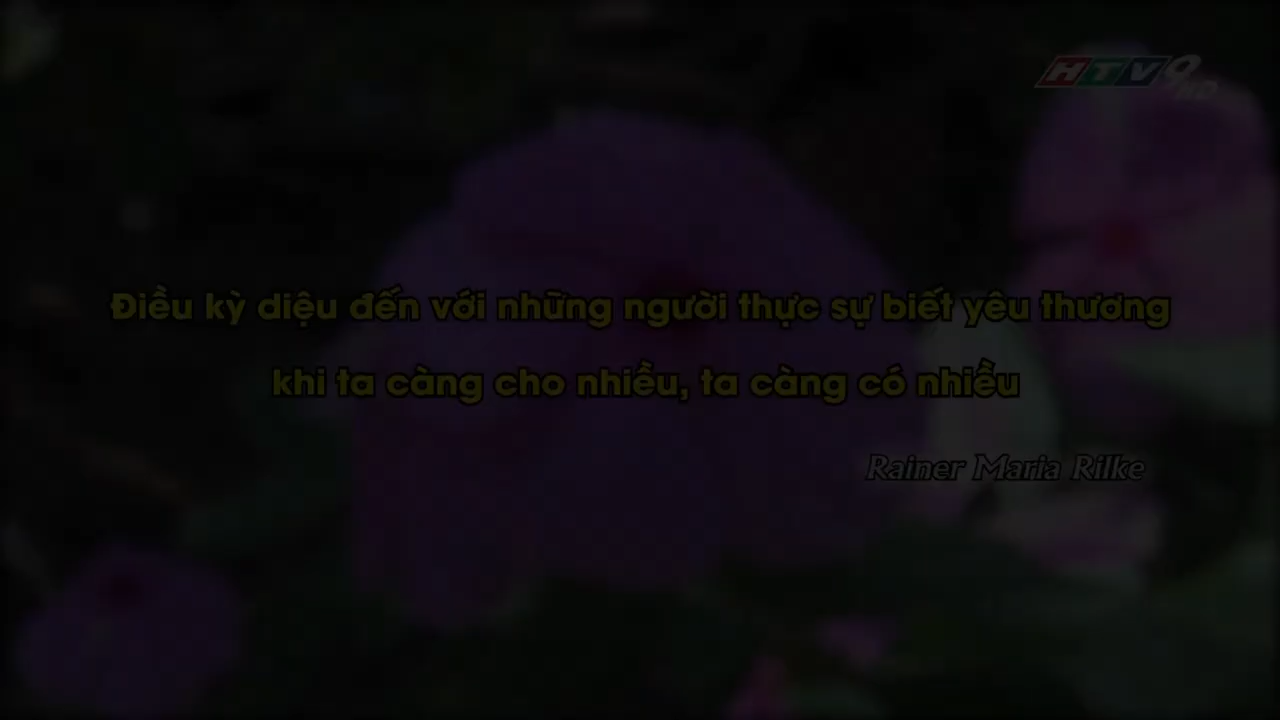 HTV9 HD
Điều kỳ diệu đến với những người thực sự biết yêu thương
khi ta càng cho nhiều, ta càng có nhiều
Rainer Maria Rilke